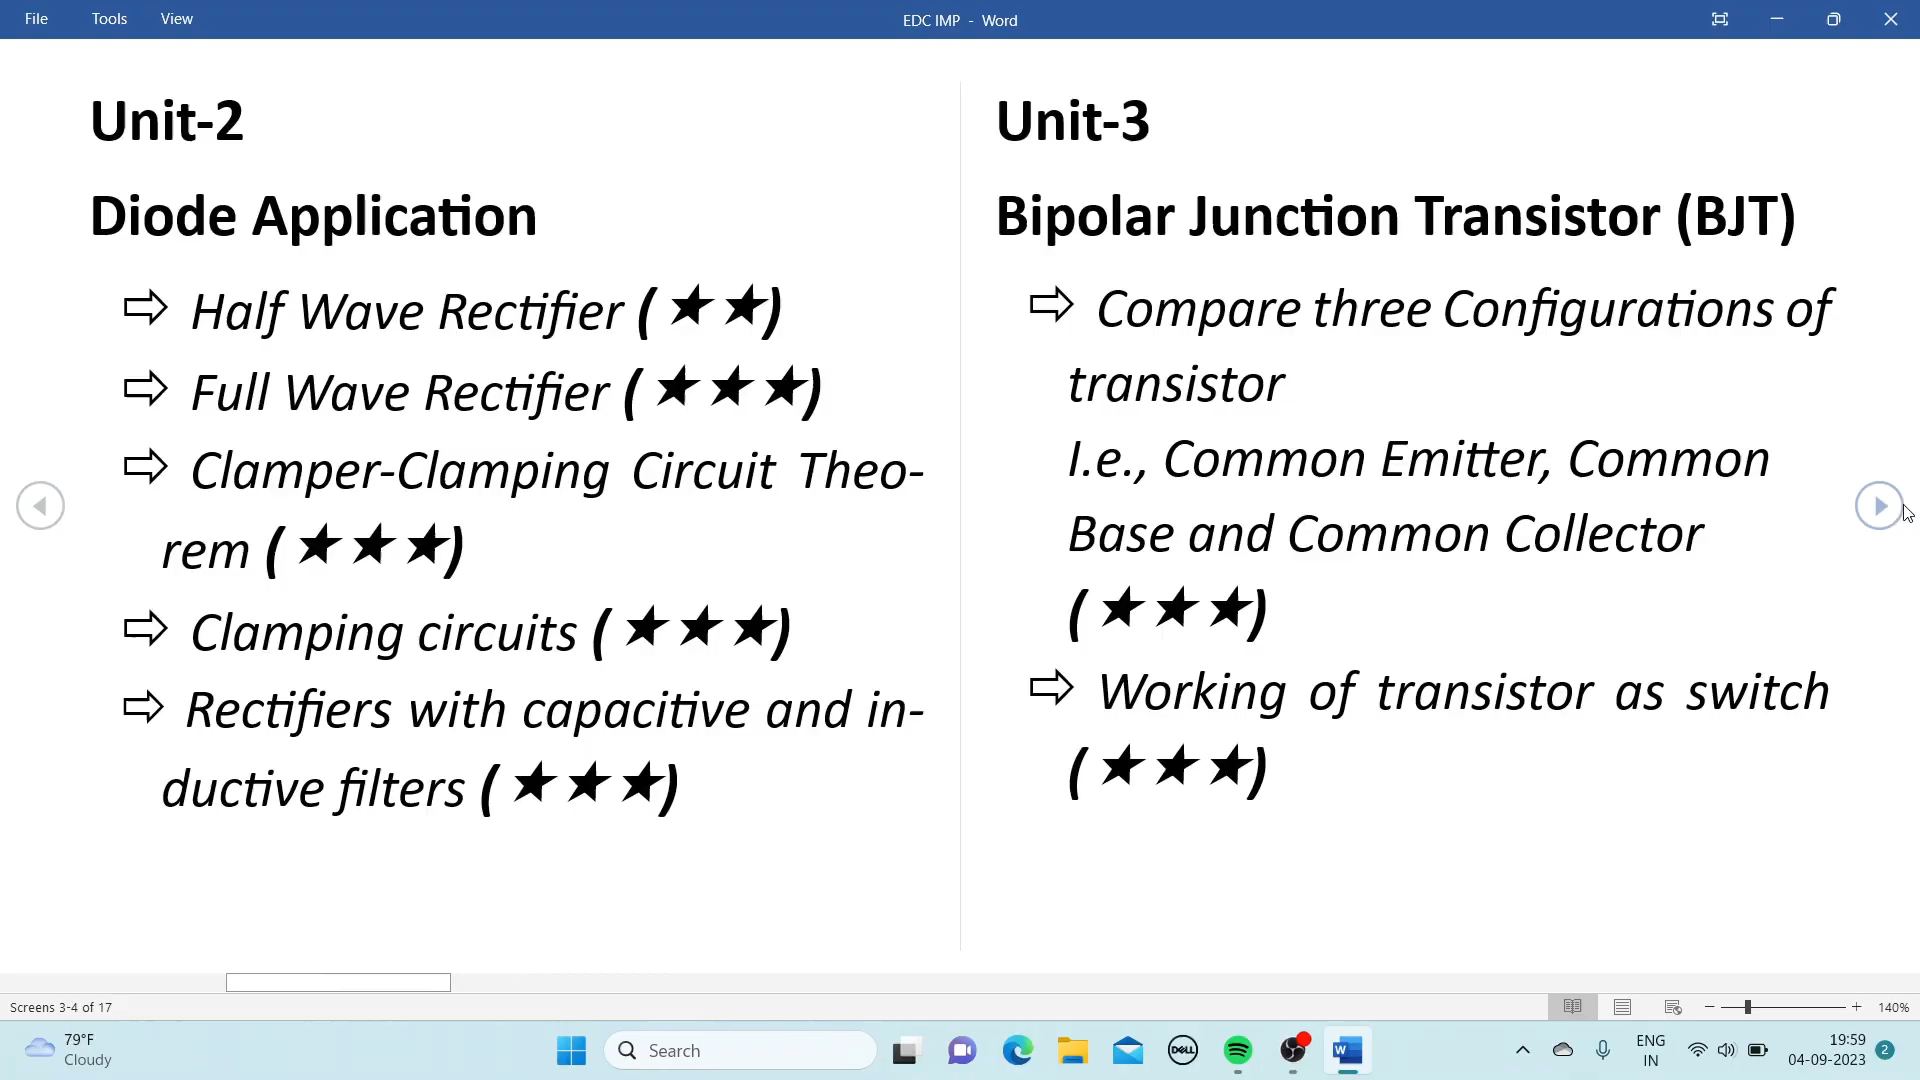 File Tools View EDC IMP - Word
Unit-2
Diode Application
⇨ Half Wave Rectifier (★★)
⇨ Full Wave Rectifier (★★★)
⇨ Clamper-Clamping Circuit Theo-
rem (★★★)
⇨ Clamping circuits (★★★)
⇨ Rectifiers with capacitive and in-
ductive filters (★★★)
Unit-3
Bipolar Junction Transistor (BJT)
⇨ Compare three Configurations of
transistor
I.e., Common Emitter, Common
Base and Common Collector
(★★★)
⇨ Working of transistor as switch
(★★★)
Screens 3-4 of 17
140%
79°F
Cloudy
Search
DELL
W
ENG
IN
19:59
04-09-2023
2